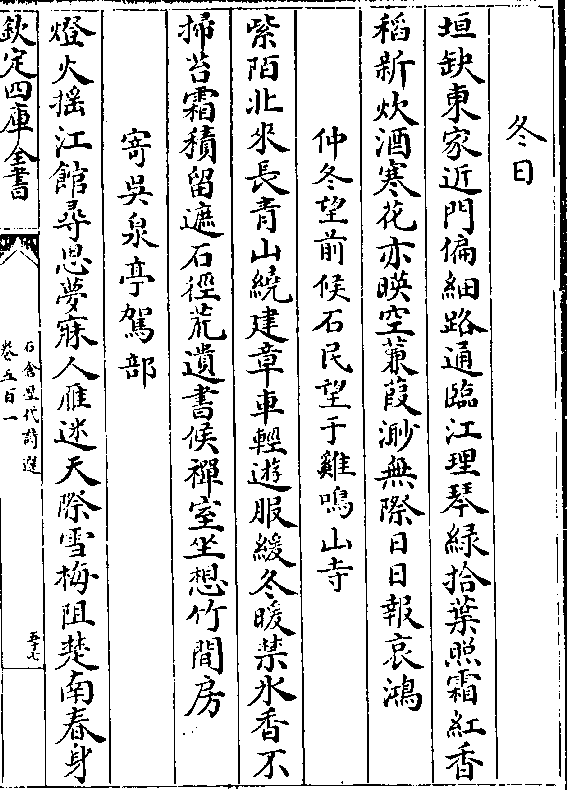 冬日
垣缺東家近門偏細路通臨江理琴緑拾葉照霜紅香
稻新炊酒寒花亦暎空蒹葭渺無際日日報哀鴻
仲冬望前候石民望于雞鳴山寺
紫陌北來長青山繞建章車輕逰服緩冬暖禁水香不
掃苔霜積留遮石徑荒遺書候禪室坐想竹間房
寄吳泉亭駕部
燈火摇江館尋思夢寐人雁迷天際雪梅阻楚南春身
欽定四庫全書
石倉歴代詩選
卷五百一
五十七